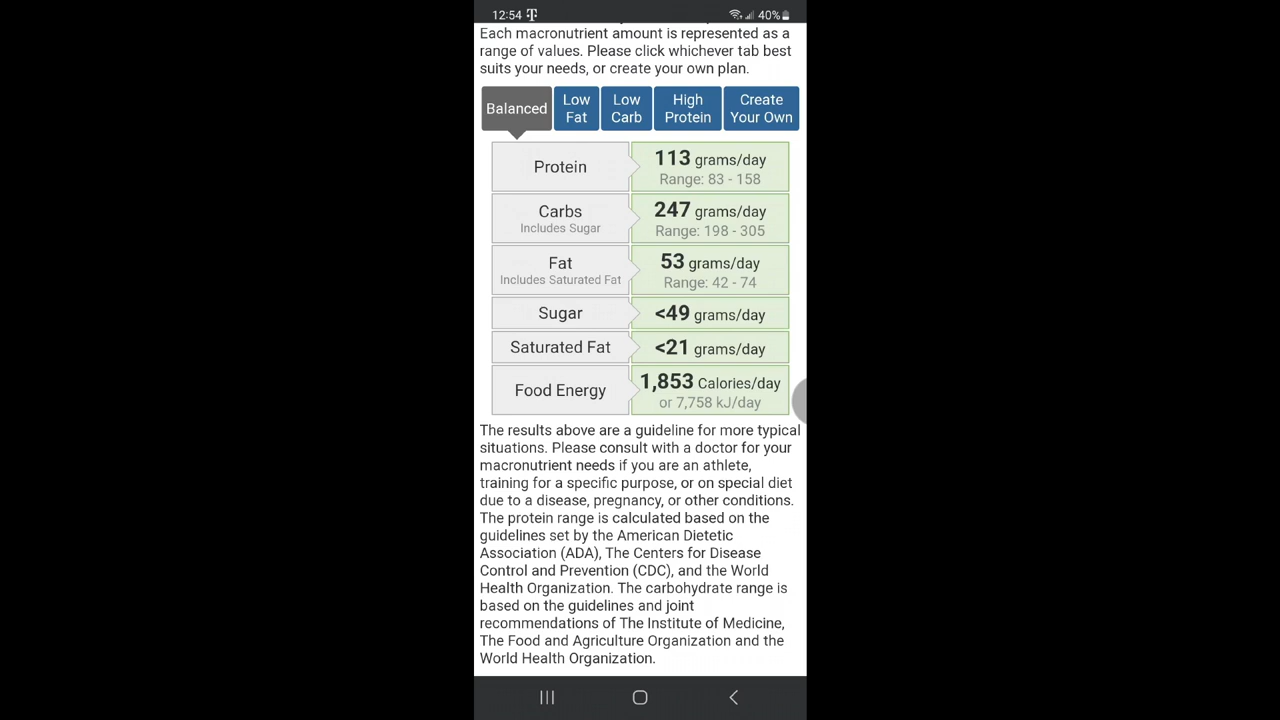 12:54 40%
Each macronutrient amount is represented as a
range of values. Please click whichever tab best
suits your needs, or create your own plan.
Balanced
Low
Fat
Low
Carb
High
Protein
Create
Your Own
Protein
113 grams/day
Range: 83 - 158
Carbs
Includes Sugar
247 grams/day
Range: 198 - 305
Fat
Includes Saturated Fat
53 grams/day
Range: 42 - 74
Sugar
<49 grams/day
Saturated Fat
<21 grams/day
Food Energy
1,853 Calories/day
or 7,758 kJ/day
The results above are a guideline for more typical
situations. Please consult with a doctor for your
macronutrient needs if you are an athlete,
training for a specific purpose, or on special diet
due to a disease, pregnancy, or other conditions.
The protein range is calculated based on the
guidelines set by the American Dietetic
Association (ADA), The Centers for Disease
Control and Prevention (CDC), and the World
Health Organization. The carbohydrate range is
based on the guidelines and joint
recommendations of The Institute of Medicine,
The Food and Agriculture Organization and the
World Health Organization.